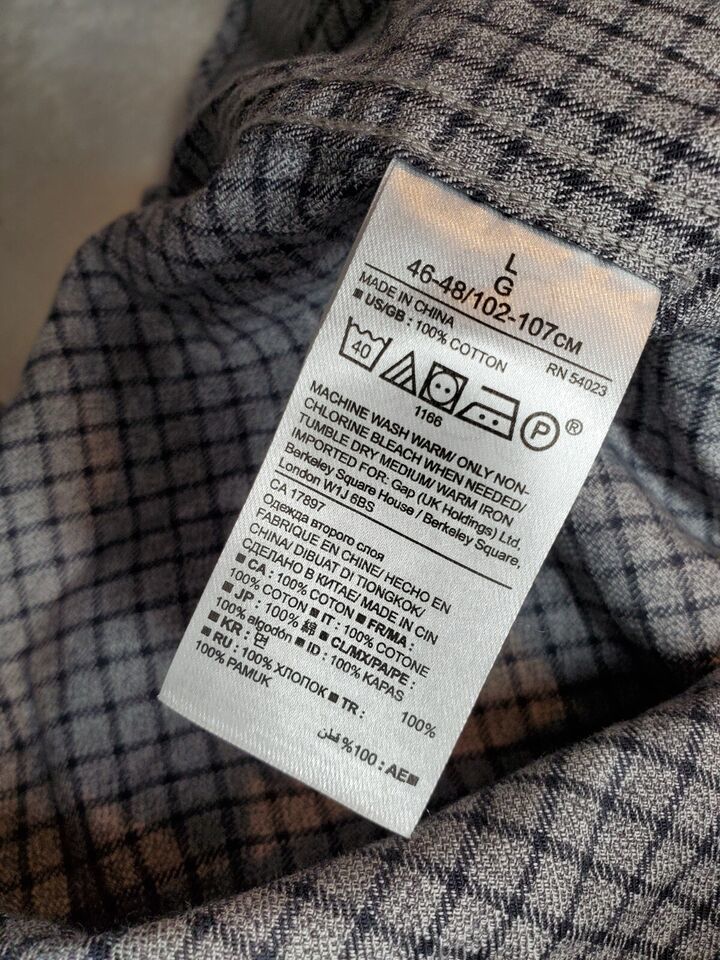 L
G
46-48/102-107CM
MADE IN CHINA
■ US/GB : 100% COTTON RN 54023
40 P ®
1166
MACHINE WASH WARM/ ONLY NON-
CHLORINE BLEACH WHEN NEEDED/
TUMBLE DRY MEDIUM/ WARM IRON
IMPORTED FOR: Gap (UK Holdings) Ltd,
Berkeley Square House / Berkeley Square,
London W1J 6BS
CA 17897
Одежда второго слоя
FABRIQUE EN CHINE/ HECHO EN
CHINA/ DIBUAT DI TIONGKOK/
СДЕЛАНО В КИТАЕ/ MADE IN CIN
■ CA : 100% COTON ■ FR/MA :
100% COTON ■ IT : 100% COTONE
■ JP : 100% 綿 ■ CL/MX/PA/PE :
100% algodón ■ ID : 100% KAPAS
■ KR : 면 100%
■ RU : 100% ХЛОПОК ■ TR :
100% PAMUK
■AE : 100% قطن